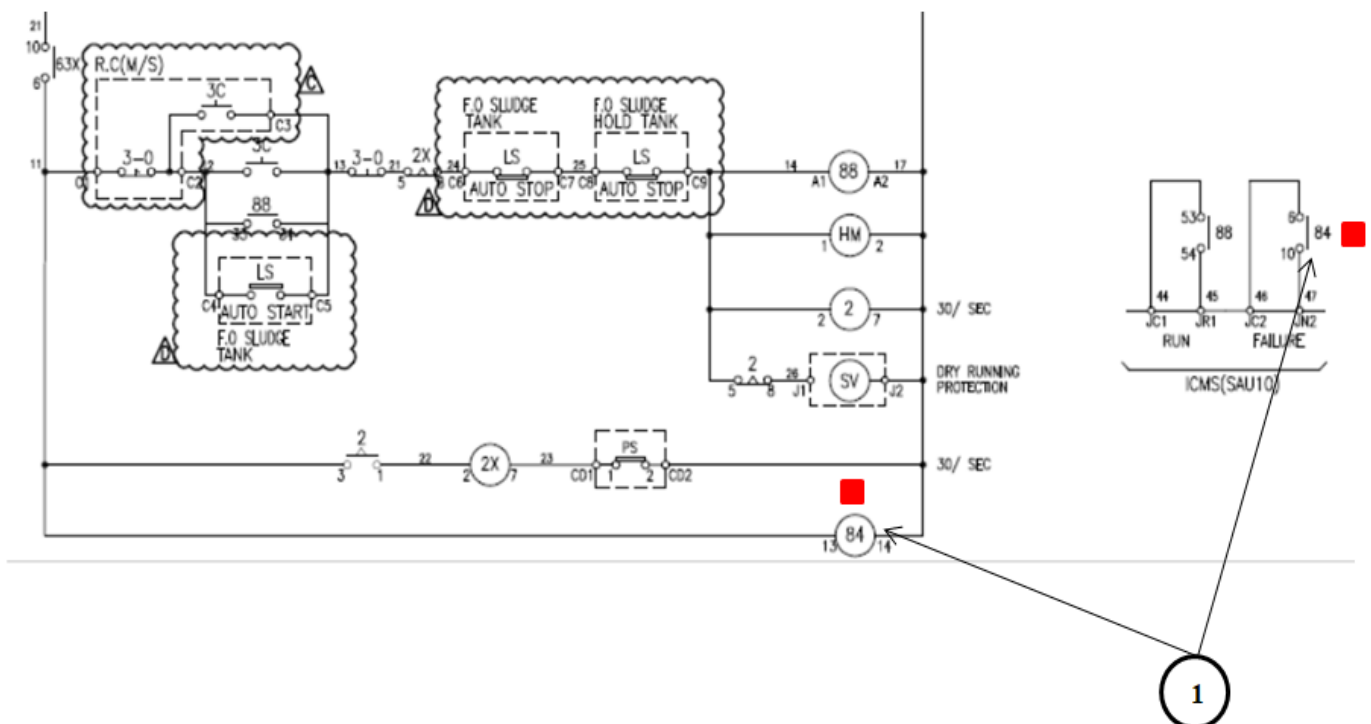 21
10
63X
6
R.C(M/S)
C
3C
C3
F.O SLUDGE
TANK
F.O SLUDGE
HOLD TANK
11
3-0
C2
3C
13
3-0
21
2X
5
24
C6
LS
C7
25
C8
LS
C9
14
A1
88
A2
17
AUTO STOP
AUTO STOP
D
88
1
HM
2
LS
C4
C5
AUTO START
F.O SLUDGE
TANK
D
2
2
7
30/ SEC
2
5
8
26
J1
SV
J2
DRY RUNNING
PROTECTION
2
3
1
22
2
2X
7
23
CD1
PS
1
2
CD2
30/ SEC
13
84
14
53
88
54
6
84
10
44
45
46
47
JC1
JR1
JC2
JN2
RUN
FAILURE
ICMS(SAU10)
1